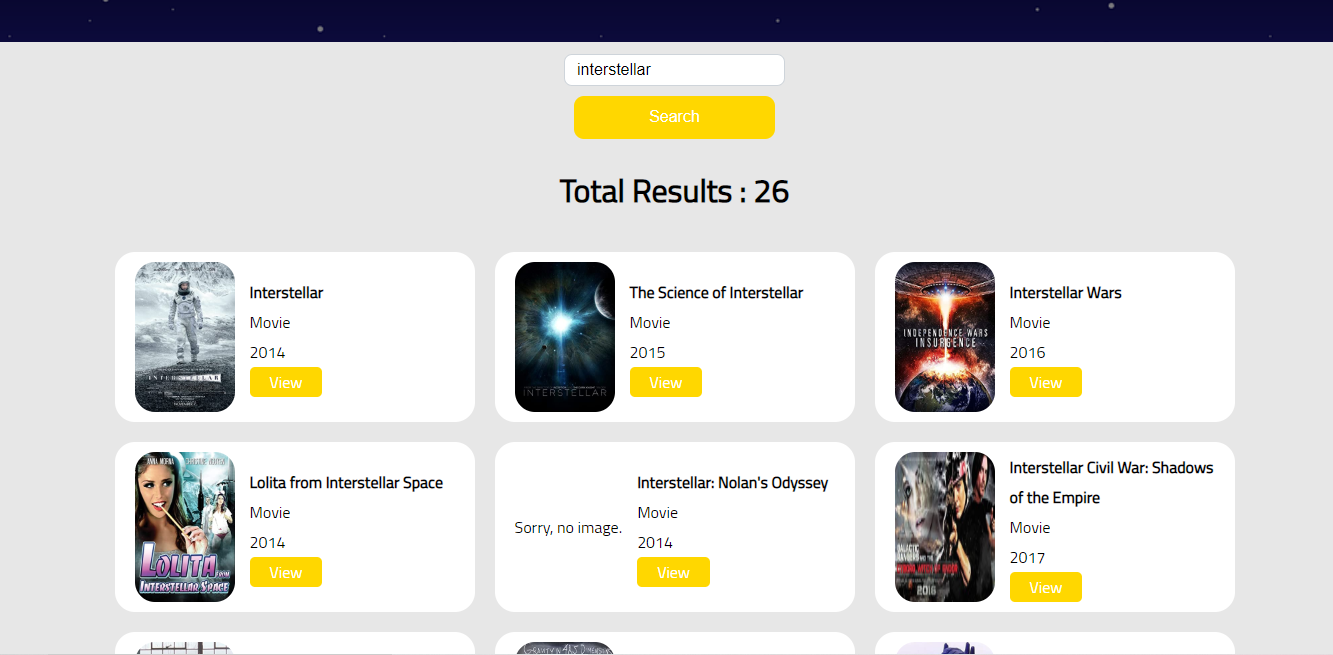 interstellar
Search
Total Results : 26
INTERSTELLAR
Interstellar
Movie
2014
View
INTERSTELLAR
The Science of Interstellar
Movie
2015
View
INDEPENDENCE WARS
INSURGENCE
Interstellar Wars
Movie
2016
View
LOLITA FROM
INTERSTELLAR SPACE
Lolita from Interstellar Space
Movie
2014
View
Sorry, no image.
Interstellar: Nolan's Odyssey
Movie
2014
View
2016
Interstellar Civil War: Shadows
of the Empire
Movie
2017
View